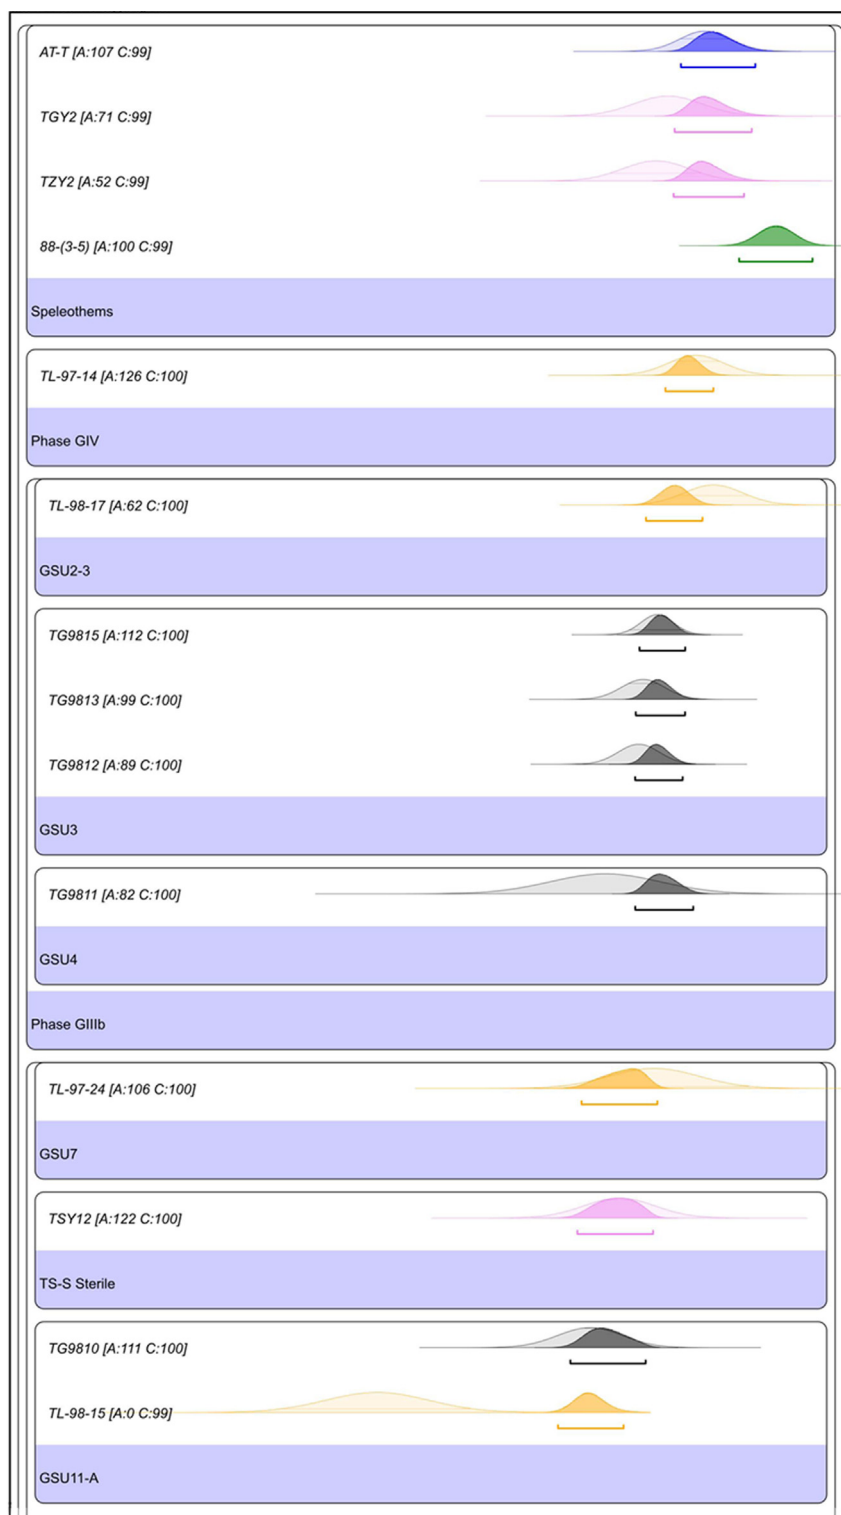 AT-T [A:107 C:99]
TGY2 [A:71 C:99]
TZY2 [A:52 C:99]
88-(3-5) [A:100 C:99]
Speleothems
TL-97-14 [A:126 C:100]
Phase GIV
TL-98-17 [A:62 C:100]
GSU2-3
TG9815 [A:112 C:100]
TG9813 [A:99 C:100]
TG9812 [A:89 C:100]
GSU3
TG9811 [A:82 C:100]
GSU4
Phase GIIIb
TL-97-24 [A:106 C:100]
GSU7
TSY12 [A:122 C:100]
TS-S Sterile
TG9810 [A:111 C:100]
TL-98-15 [A:0 C:99]
GSU11-A